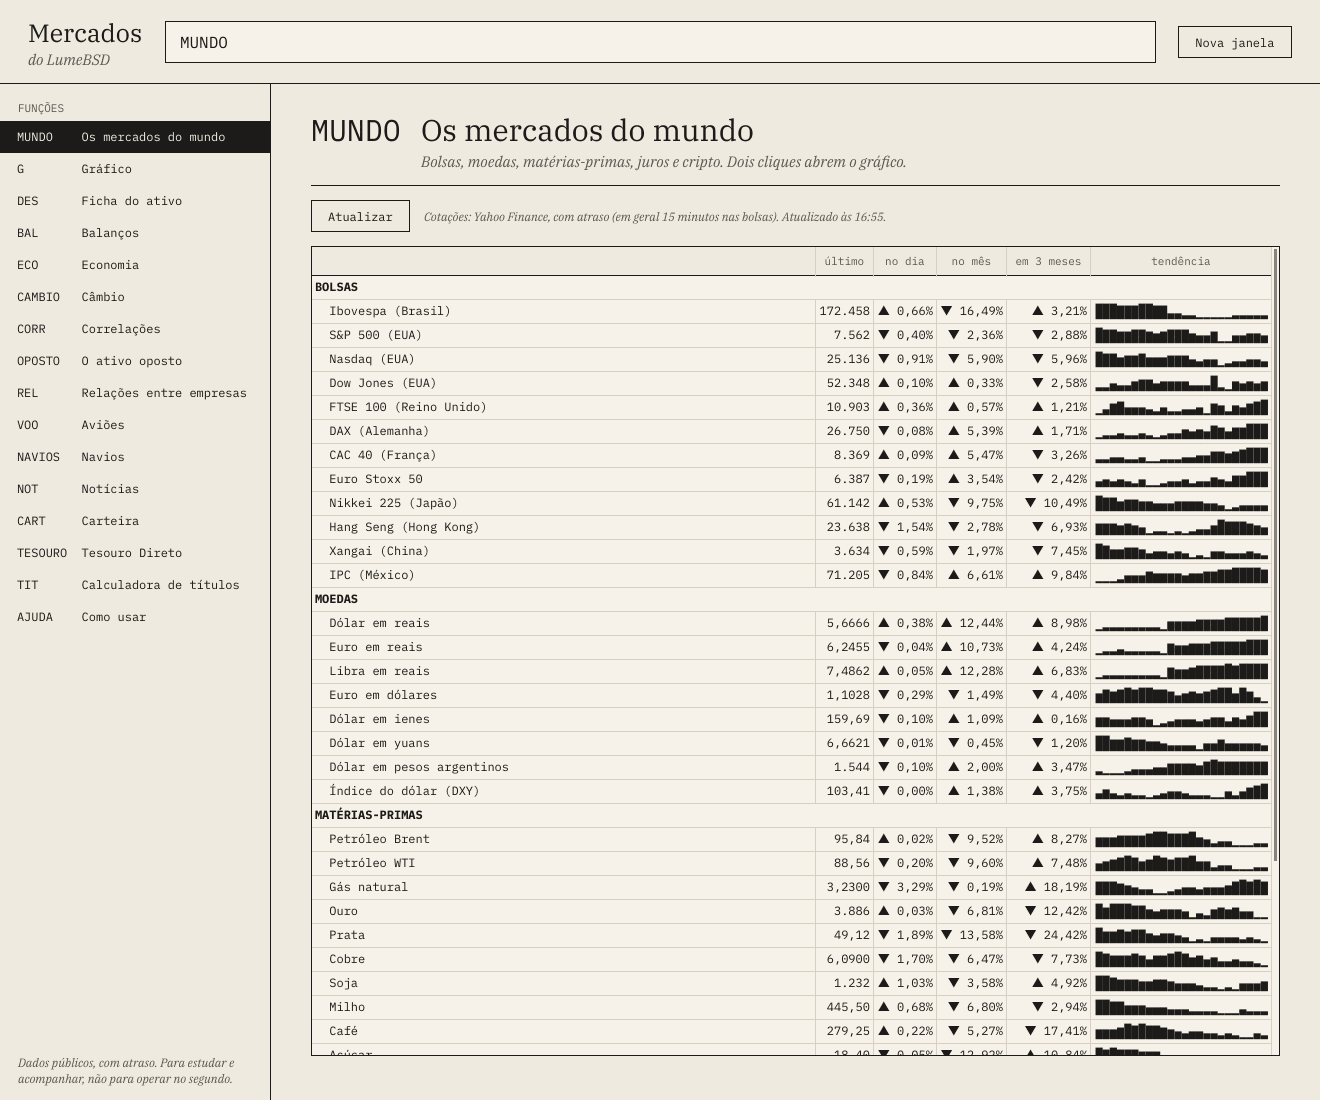 Mercados
do LumeBSD
MUNDO
Nova janela
FUNÇÕES
MUNDO Os mercados do mundo
G Gráfico
DES Ficha do ativo
BAL Balanços
ECO Economia
CAMBIO Câmbio
CORR Correlações
OPOSTO O ativo oposto
REL Relações entre empresas
VOO Aviões
NAVIOS Navios
NOT Notícias
CART Carteira
TESOURO Tesouro Direto
TIT Calculadora de títulos
AJUDA Como usar
Dados públicos, com atraso. Para estudar e
acompanhar, não para operar no segundo.
MUNDO Os mercados do mundo
Bolsas, moedas, matérias-primas, juros e cripto. Dois cliques abrem o gráfico.
Atualizar
Cotações: Yahoo Finance, com atraso (em geral 15 minutos nas bolsas). Atualizado às 16:55.
último no dia no mês em 3 meses tendência
BOLSAS
Ibovespa (Brasil) 172.458 ▲ 0,66% ▼ 16,49% ▲ 3,21%
S&P 500 (EUA) 7.562 ▼ 0,40% ▼ 2,36% ▼ 2,88%
Nasdaq (EUA) 25.136 ▼ 0,91% ▼ 5,90% ▼ 5,96%
Dow Jones (EUA) 52.348 ▲ 0,10% ▲ 0,33% ▼ 2,58%
FTSE 100 (Reino Unido) 10.903 ▲ 0,36% ▲ 0,57% ▲ 1,21%
DAX (Alemanha) 26.750 ▼ 0,08% ▲ 5,39% ▲ 1,71%
CAC 40 (França) 8.369 ▲ 0,09% ▲ 5,47% ▼ 3,26%
Euro Stoxx 50 6.387 ▼ 0,19% ▲ 3,54% ▼ 2,42%
Nikkei 225 (Japão) 61.142 ▲ 0,53% ▼ 9,75% ▼ 10,49%
Hang Seng (Hong Kong) 23.638 ▼ 1,54% ▼ 2,78% ▼ 6,93%
Xangai (China) 3.634 ▼ 0,59% ▼ 1,97% ▼ 7,45%
IPC (México) 71.205 ▼ 0,84% ▲ 6,61% ▲ 9,84%
MOEDAS
Dólar em reais 5,6666 ▲ 0,38% ▲ 12,44% ▲ 8,98%
Euro em reais 6,2455 ▼ 0,04% ▲ 10,73% ▲ 4,24%
Libra em reais 7,4862 ▲ 0,05% ▲ 12,28% ▲ 6,83%
Euro em dólares 1,1028 ▼ 0,29% ▼ 1,49% ▼ 4,40%
Dólar em ienes 159,69 ▼ 0,10% ▲ 1,09% ▲ 0,16%
Dólar em yuans 6,6621 ▼ 0,01% ▼ 0,45% ▼ 1,20%
Dólar em pesos argentinos 1.544 ▼ 0,10% ▲ 2,00% ▲ 3,47%
Índice do dólar (DXY) 103,41 ▼ 0,00% ▲ 1,38% ▲ 3,75%
MATÉRIAS-PRIMAS
Petróleo Brent 95,84 ▲ 0,02% ▼ 9,52% ▲ 8,27%
Petróleo WTI 88,56 ▼ 0,20% ▼ 9,60% ▲ 7,48%
Gás natural 3,2300 ▼ 3,29% ▼ 0,19% ▲ 18,19%
Ouro 3.886 ▲ 0,03% ▼ 6,81% ▼ 12,42%
Prata 49,12 ▼ 1,89% ▼ 13,58% ▼ 24,42%
Cobre 6,0900 ▼ 1,70% ▼ 6,47% ▼ 7,73%
Soja 1.232 ▲ 1,03% ▼ 3,58% ▲ 4,92%
Milho 445,50 ▲ 0,68% ▼ 6,80% ▼ 2,94%
Café 279,25 ▲ 0,22% ▼ 5,27% ▼ 17,41%